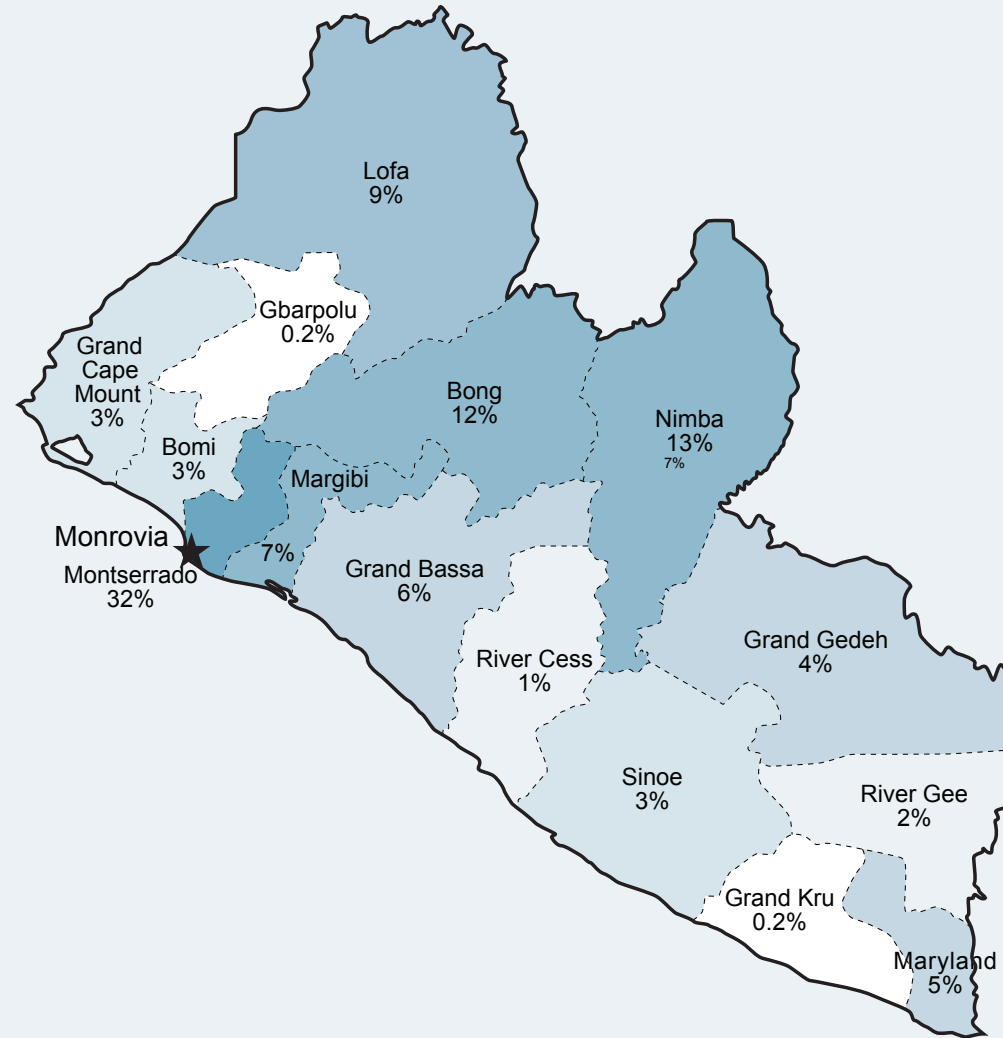 Lofa
9%
Gbarpolu
0.2%
Grand
Cape
Mount
3%
Bong
12%
Nimba
13%
7%
Bomi
3%
Margibi
7%
Monrovia
Montserrado
32%
Grand Bassa
6%
River Cess
1%
Grand Gedeh
4%
Sinoe
3%
River Gee
2%
Grand Kru
0.2%
Maryland
5%